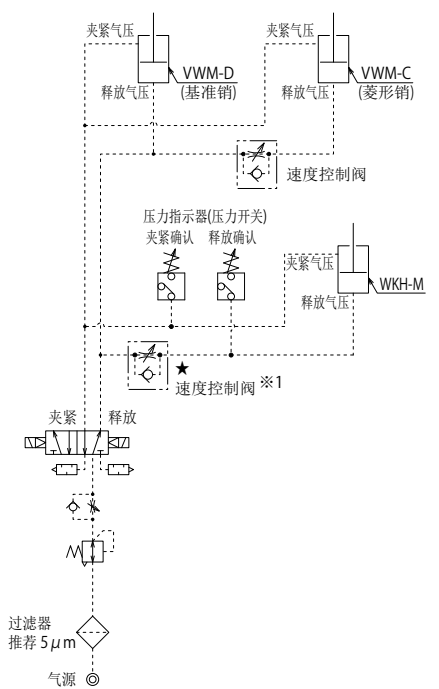 夹紧气压
VWM-D
(基准销)
释放气压
夹紧气压
VWM-C
(菱形销)
释放气压
速度控制阀
压力指示器(压力开关)
夹紧确认 释放确认
夹紧气压
WKH-M
释放气压
★
速度控制阀 ※1
夹紧 释放
过滤器
推荐 5μm
气源